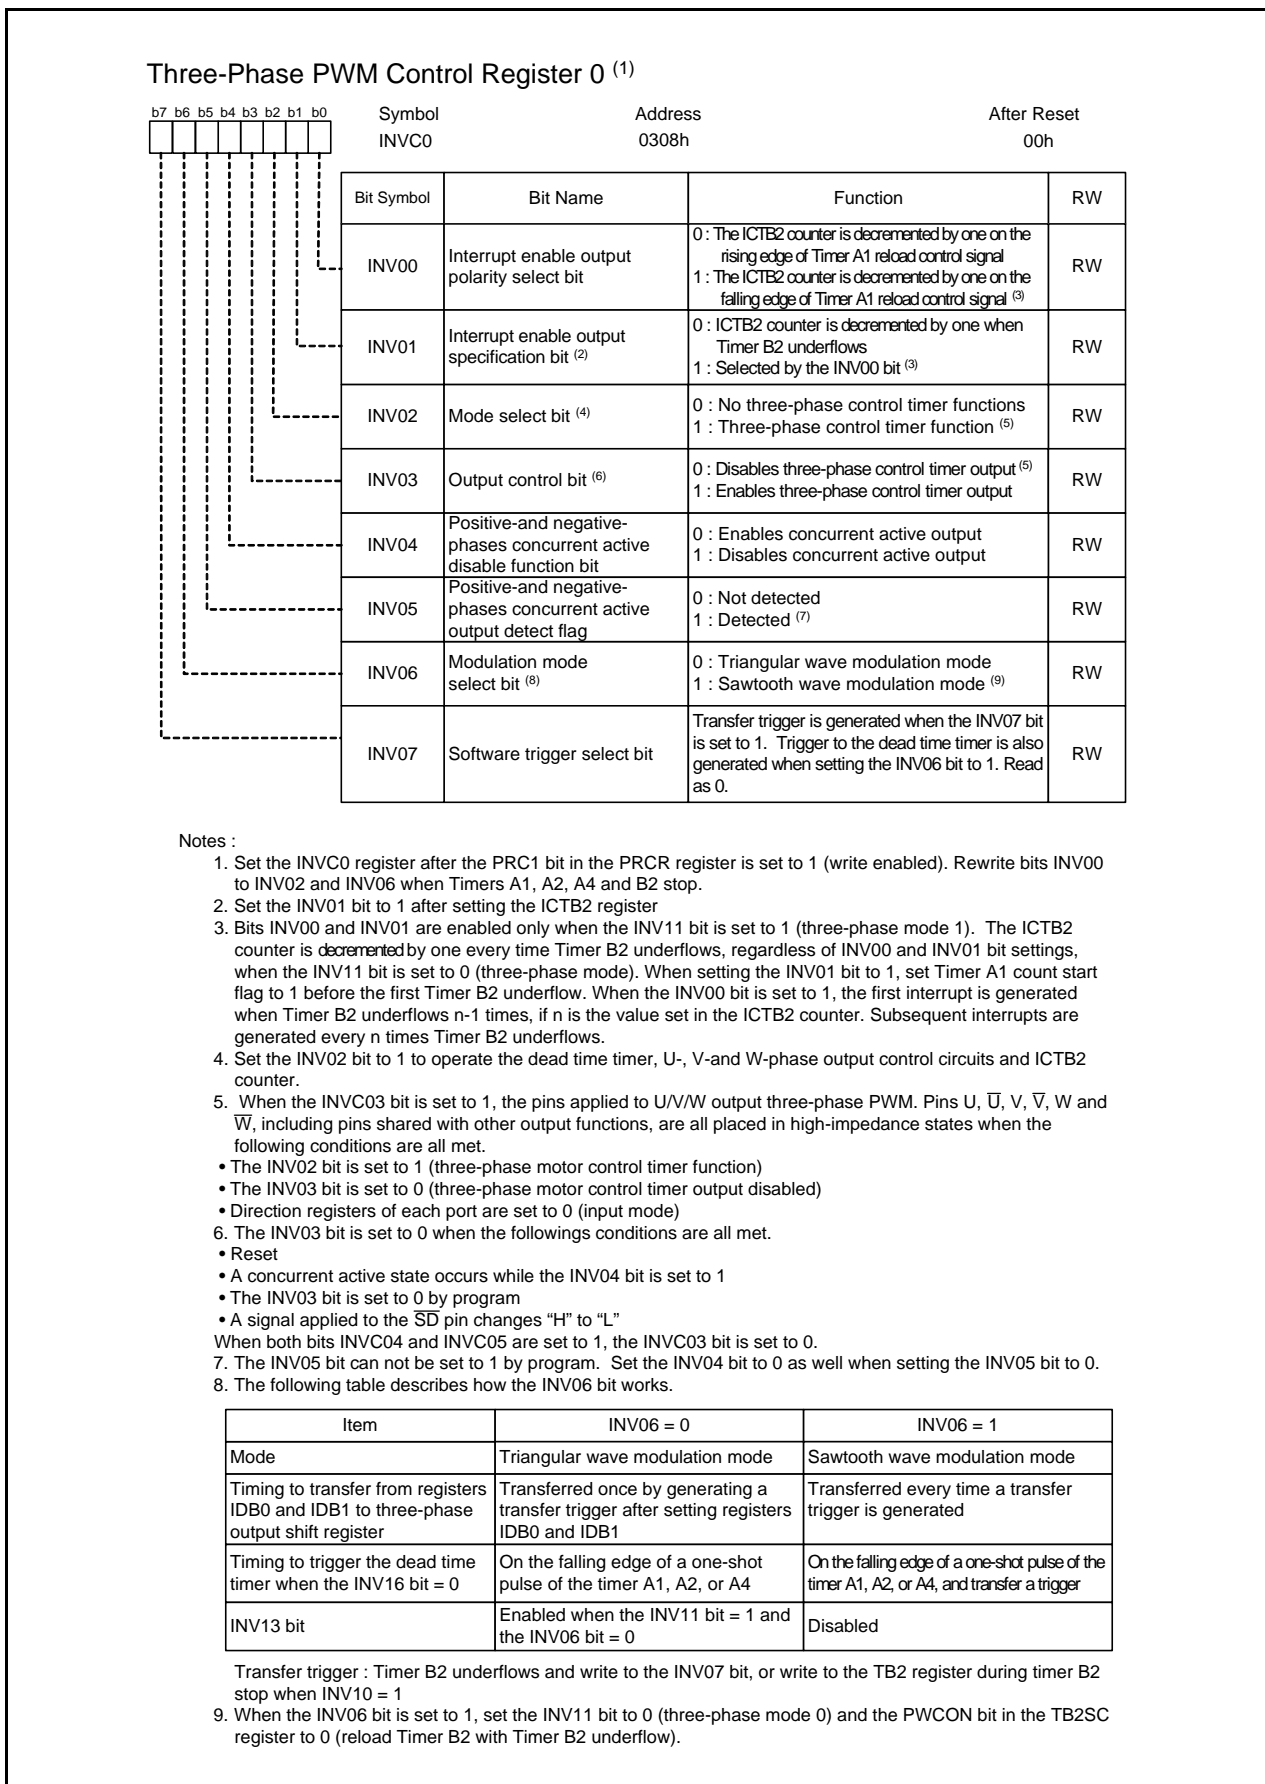 Three-Phase PWM Control Register 0 (1)
b7 b6 b5 b4 b3 b2 b1 b0
Symbol Address After Reset
INVC0 0308h 00h
Bit Symbol Bit Name Function RW
INV00
Interrupt enable output
polarity select bit
0 : The ICTB2 counter is decremented by one on the
rising edge of Timer A1 reload control signal
1 : The ICTB2 counter is decremented by one on the
falling edge of Timer A1 reload control signal (3)
RW
INV01
Interrupt enable output
specification bit (2)
0 : ICTB2 counter is decremented by one when
Timer B2 underflows
1 : Selected by the INV00 bit (3)
RW
INV02
Mode select bit (4)
0 : No three-phase control timer functions
1 : Three-phase control timer function (5)
RW
INV03
Output control bit (6)
0 : Disables three-phase control timer output (5)
1 : Enables three-phase control timer output
RW
INV04
Positive-and negative-
phases concurrent active
disable function bit
0 : Enables concurrent active output
1 : Disables concurrent active output
RW
INV05
Positive-and negative-
phases concurrent active
output detect flag
0 : Not detected
1 : Detected (7)
RW
INV06
Modulation mode
select bit (8)
0 : Triangular wave modulation mode
1 : Sawtooth wave modulation mode (9)
RW
INV07
Software trigger select bit
Transfer trigger is generated when the INV07 bit
is set to 1. Trigger to the dead time timer is also
generated when setting the INV06 bit to 1. Read
as 0.
RW
Notes :
1. Set the INVC0 register after the PRC1 bit in the PRCR register is set to 1 (write enabled). Rewrite bits INV00
to INV02 and INV06 when Timers A1, A2, A4 and B2 stop.
2. Set the INV01 bit to 1 after setting the ICTB2 register
3. Bits INV00 and INV01 are enabled only when the INV11 bit is set to 1 (three-phase mode 1). The ICTB2
counter is decremented by one every time Timer B2 underflows, regardless of INV00 and INV01 bit settings,
when the INV11 bit is set to 0 (three-phase mode). When setting the INV01 bit to 1, set Timer A1 count start
flag to 1 before the first Timer B2 underflow. When the INV00 bit is set to 1, the first interrupt is generated
when Timer B2 underflows n-1 times, if n is the value set in the ICTB2 counter. Subsequent interrupts are
generated every n times Timer B2 underflows.
4. Set the INV02 bit to 1 to operate the dead time timer, U-, V-and W-phase output control circuits and ICTB2
counter.
5. When the INVC03 bit is set to 1, the pins applied to U/V/W output three-phase PWM. Pins U, U̅, V, V̅, W and
W̅, including pins shared with other output functions, are all placed in high-impedance states when the
following conditions are all met.
• The INV02 bit is set to 1 (three-phase motor control timer function)
• The INV03 bit is set to 0 (three-phase motor control timer output disabled)
• Direction registers of each port are set to 0 (input mode)
6. The INV03 bit is set to 0 when the followings conditions are all met.
• Reset
• A concurrent active state occurs while the INV04 bit is set to 1
• The INV03 bit is set to 0 by program
• A signal applied to the S̅D̅ pin changes “H” to “L”
When both bits INVC04 and INVC05 are set to 1, the INVC03 bit is set to 0.
7. The INV05 bit can not be set to 1 by program. Set the INV04 bit to 0 as well when setting the INV05 bit to 0.
8. The following table describes how the INV06 bit works.
Item INV06 = 0 INV06 = 1
Mode Triangular wave modulation mode Sawtooth wave modulation mode
Timing to transfer from registers
IDB0 and IDB1 to three-phase
output shift register
Transferred once by generating a
transfer trigger after setting registers
IDB0 and IDB1
Transferred every time a transfer
trigger is generated
Timing to trigger the dead time
timer when the INV16 bit = 0
On the falling edge of a one-shot
pulse of the timer A1, A2, or A4
On the falling edge of a one-shot pulse of the
timer A1, A2, or A4, and transfer a trigger
INV13 bit
Enabled when the INV11 bit = 1 and
the INV06 bit = 0
Disabled
Transfer trigger : Timer B2 underflows and write to the INV07 bit, or write to the TB2 register during timer B2
stop when INV10 = 1
9. When the INV06 bit is set to 1, set the INV11 bit to 0 (three-phase mode 0) and the PWCON bit in the TB2SC
register to 0 (reload Timer B2 with Timer B2 underflow).